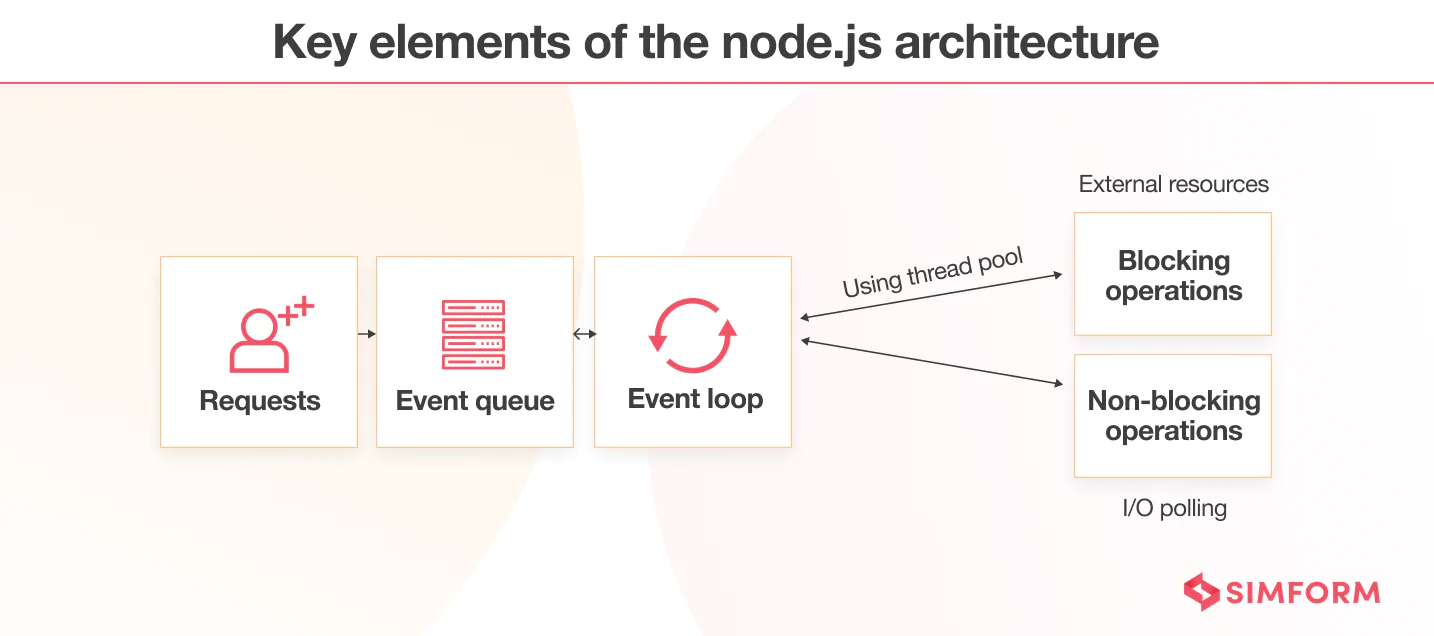 Key elements of the node.js architecture
External resources
Using thread pool
Blocking
operations
Requests
Event queue
Event loop
Non-blocking
operations
I/O polling
SIMFORM